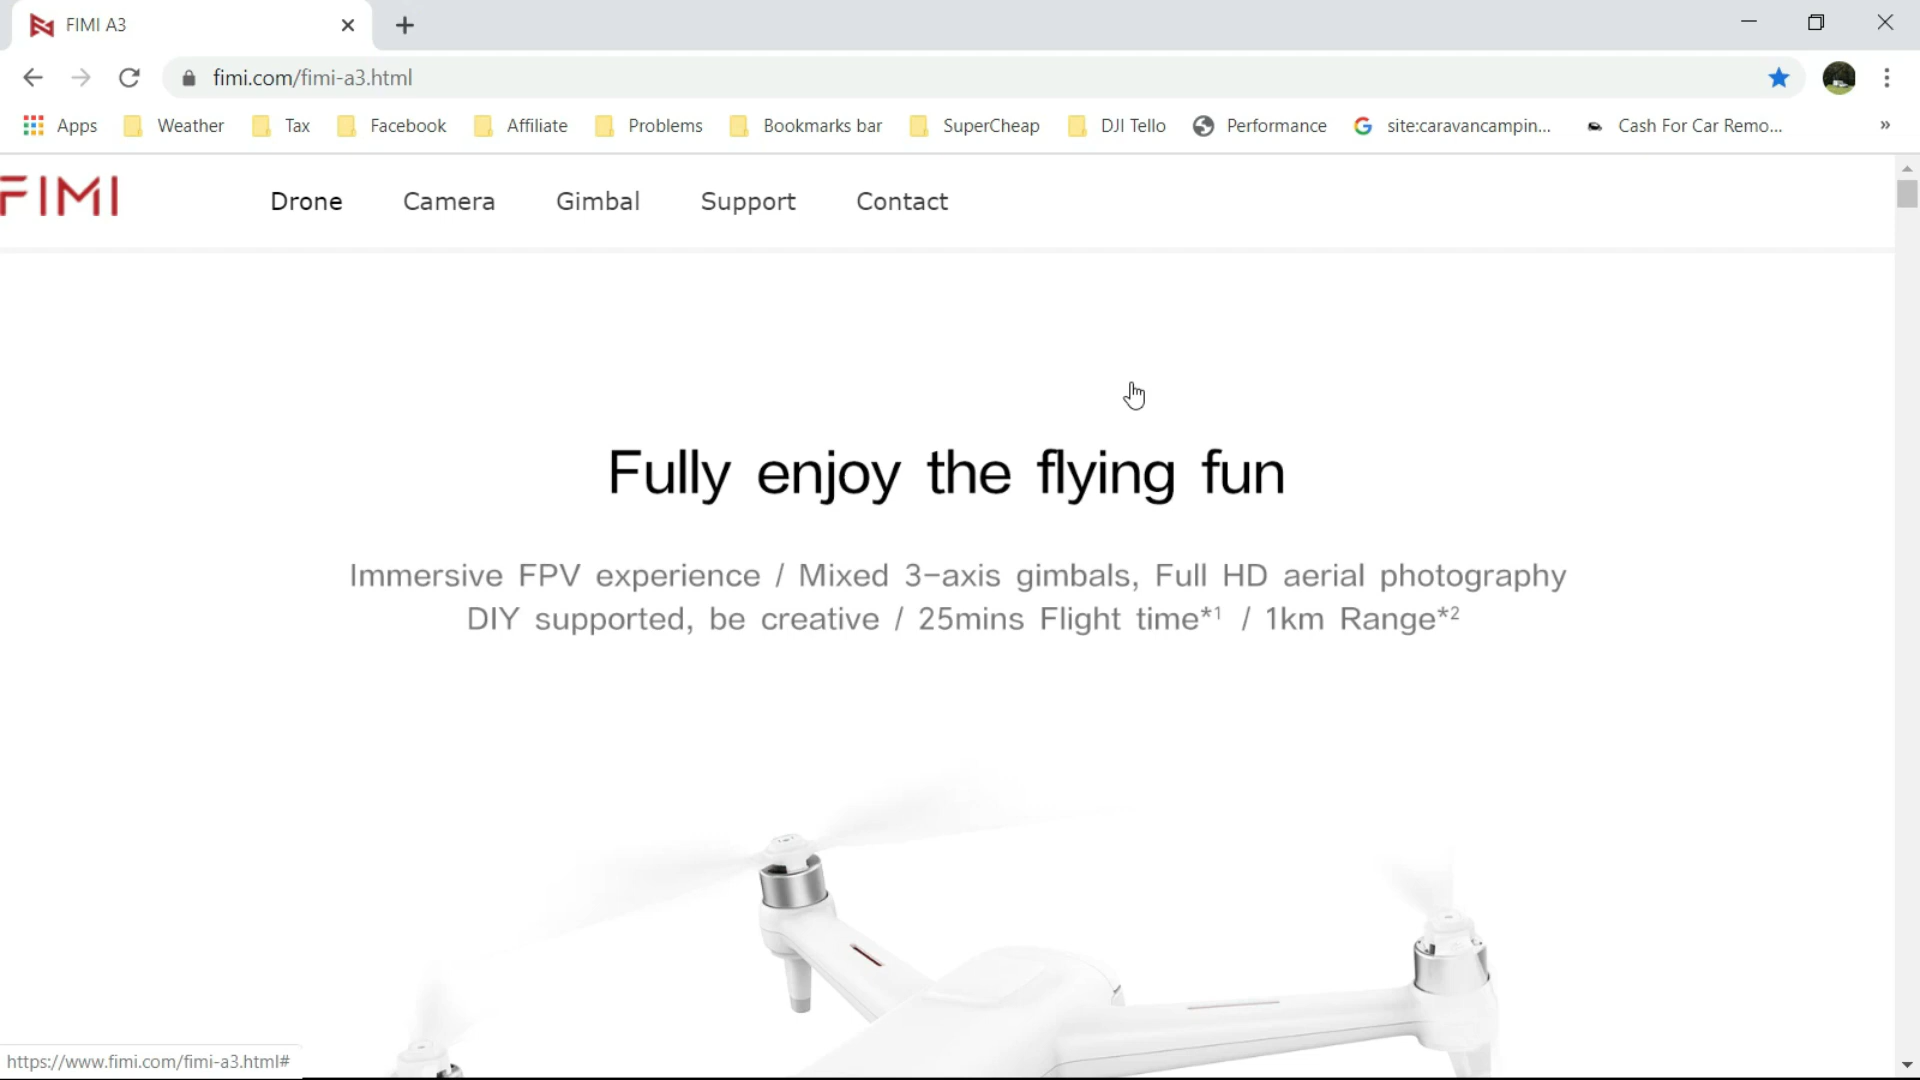 FIMI A3
fimi.com/fimi-a3.html
Apps Weather Tax Facebook Affiliate Problems Bookmarks bar SuperCheap DJI Tello Performance site:caravancampin... Cash For Car Remo... »
FIMI Drone Camera Gimbal Support Contact
Fully enjoy the flying fun
Immersive FPV experience / Mixed 3-axis gimbals, Full HD aerial photography
DIY supported, be creative / 25mins Flight time*¹ / 1km Range*²
https://www.fimi.com/fimi-a3.html#